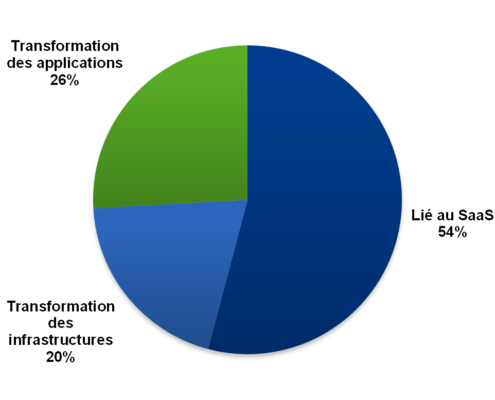 Transformation
des applications
26%
Lié au SaaS
54%
Transformation
des
infrastructures
20%